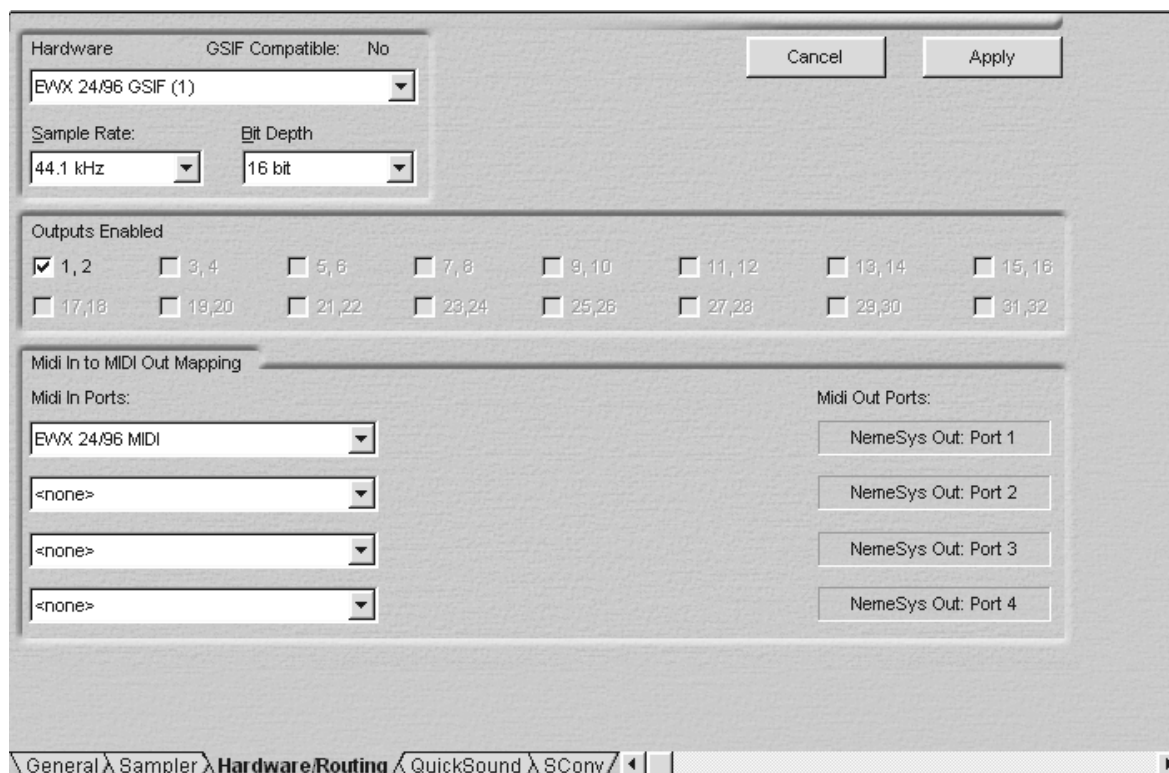 Hardware GSIF Compatible: No
Cancel Apply
EWX 24/96 GSIF (1)
Sample Rate: Bit Depth
44.1 kHz 16 bit
Outputs Enabled
1, 2 3, 4 5, 6 7, 8 9, 10 11, 12 13, 14 15, 16
17,18 19,20 21,22 23,24 25,26 27,28 29,30 31,32
Midi In to MIDI Out Mapping
Midi In Ports: Midi Out Ports:
EWX 24/96 MIDI NemeSys Out: Port 1
<none> NemeSys Out: Port 2
<none> NemeSys Out: Port 3
<none> NemeSys Out: Port 4
General Sampler Hardware/Routing QuickSound SConv